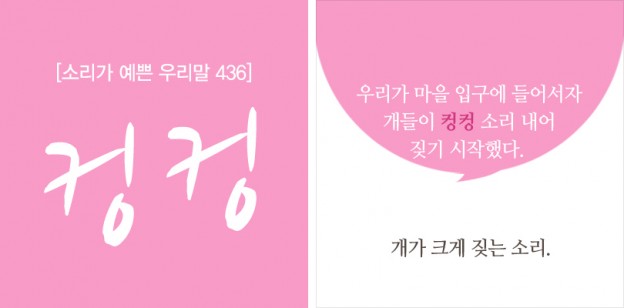 [소리가 예쁜 우리말 436]
컹컹
우리가 마을 입구에 들어서자
개들이 컹컹 소리 내어
짖기 시작했다.
개가 크게 짖는 소리.